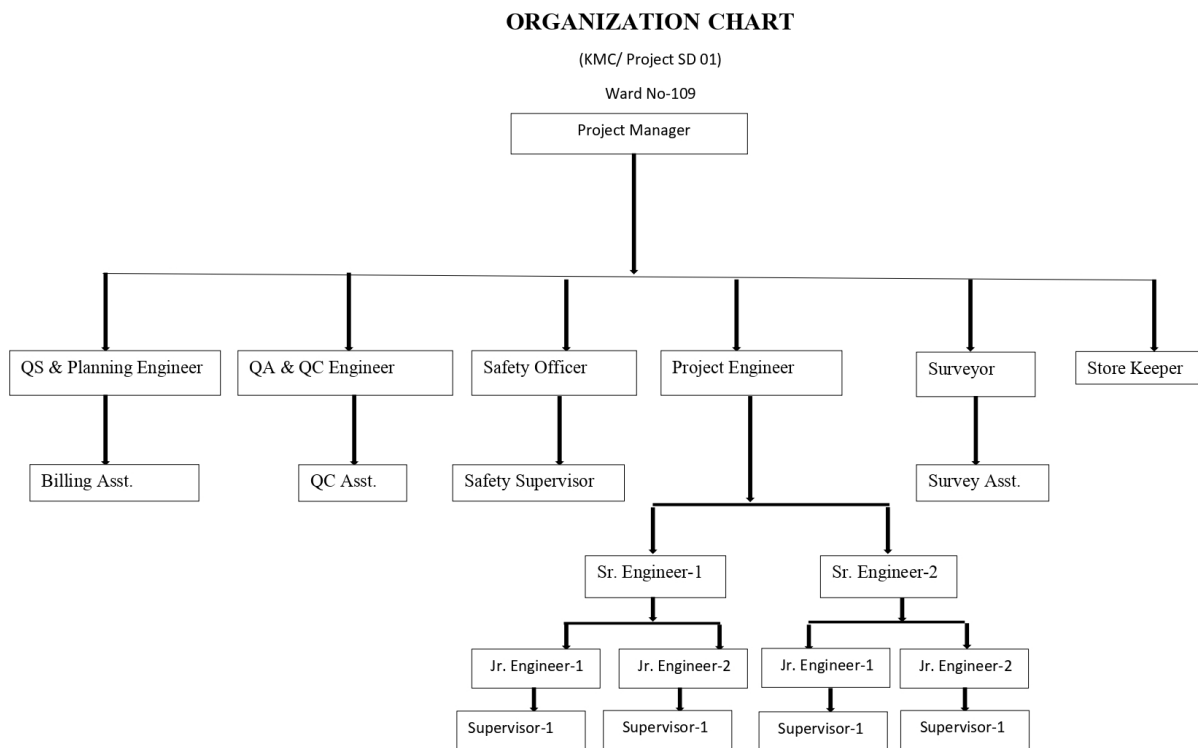 ORGANIZATION CHART
(KMC/ Project SD 01)
Ward No-109
Project Manager
QS & Planning Engineer
QA & QC Engineer
Safety Officer
Project Engineer
Surveyor
Store Keeper
Billing Asst.
QC Asst.
Safety Supervisor
Survey Asst.
Sr. Engineer-1
Sr. Engineer-2
Jr. Engineer-1
Jr. Engineer-2
Jr. Engineer-1
Jr. Engineer-2
Supervisor-1
Supervisor-1
Supervisor-1
Supervisor-1